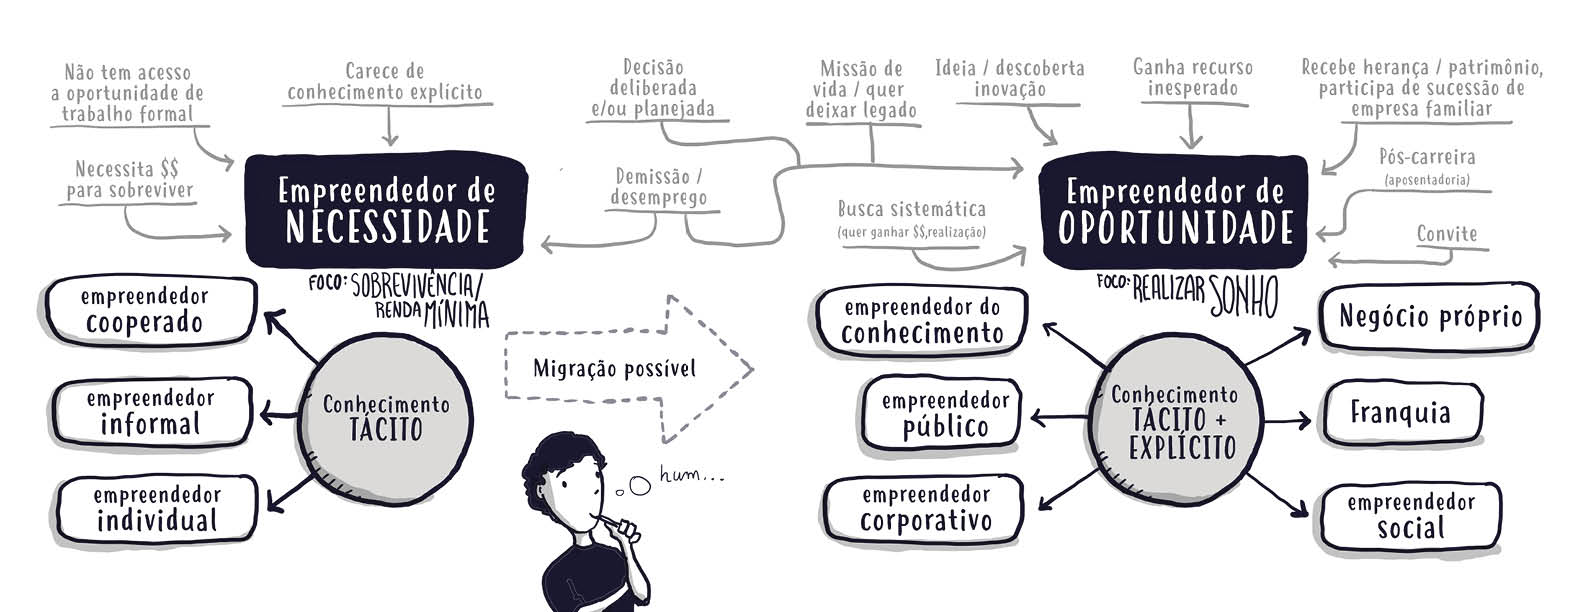 Não tem acesso
a oportunidade de
trabalho formal
Carece de
conhecimento explícito
Necessita $$
para sobreviver
Decisão
deliberada
e/ou planejada
Demissão /
desemprego
Missão de
vida / quer
deixar legado
Ideia / descoberta
inovação
Ganha recurso
inesperado
Recebe herança / patrimônio,
participa de sucessão de
empresa familiar
Pós-carreira
(aposentadoria)
Convite
Busca sistemática
(quer ganhar $$,realização)
Empreendedor de
NECESSIDADE
FOCO: SOBREVIVÊNCIA/
RENDA MÍNIMA
empreendedor
cooperado
empreendedor
informal
empreendedor
individual
Conhecimento
TÁCITO
Migração possível
hum...
Empreendedor de
OPORTUNIDADE
FOCO: REALIZAR SONHO
empreendedor do
conhecimento
empreendedor
público
empreendedor
corporativo
Conhecimento
TÁCITO +
EXPLÍCITO
Negócio próprio
Franquia
empreendedor
social